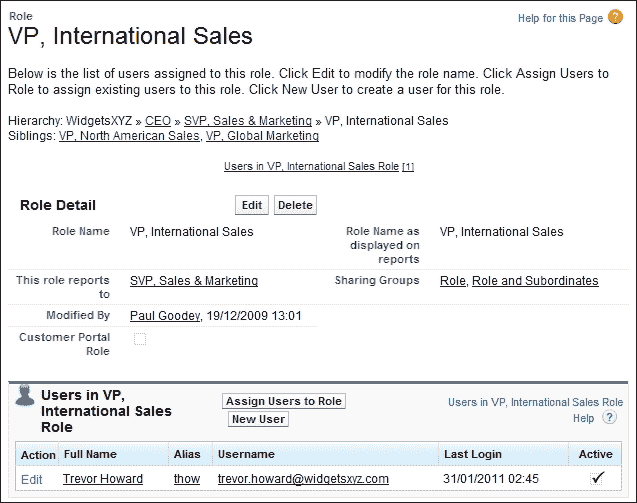 Role
VP, International Sales
Help for this Page ?
Below is the list of users assigned to this role. Click Edit to modify the role name. Click Assign Users to
Role to assign existing users to this role. Click New User to create a user for this role.
Hierarchy: WidgetsXYZ » CEO » SVP, Sales & Marketing » VP, International Sales
Siblings: VP, North American Sales, VP, Global Marketing
Users in VP, International Sales Role [1]
Role Detail
Edit Delete
Role Name VP, International Sales
Role Name as
displayed on
reports
VP, International Sales
This role reports
to
SVP, Sales & Marketing
Sharing Groups Role, Role and Subordinates
Modified By Paul Goodey, 19/12/2009 13:01
Customer Portal
Role
Users in VP,
International Sales
Role
Assign Users to Role
New User
Users in VP, International Sales Role
Help ?
Action Full Name Alias Username Last Login Active
Edit Trevor Howard thow trevor.howard@widgetsxyz.com 31/01/2011 02:45